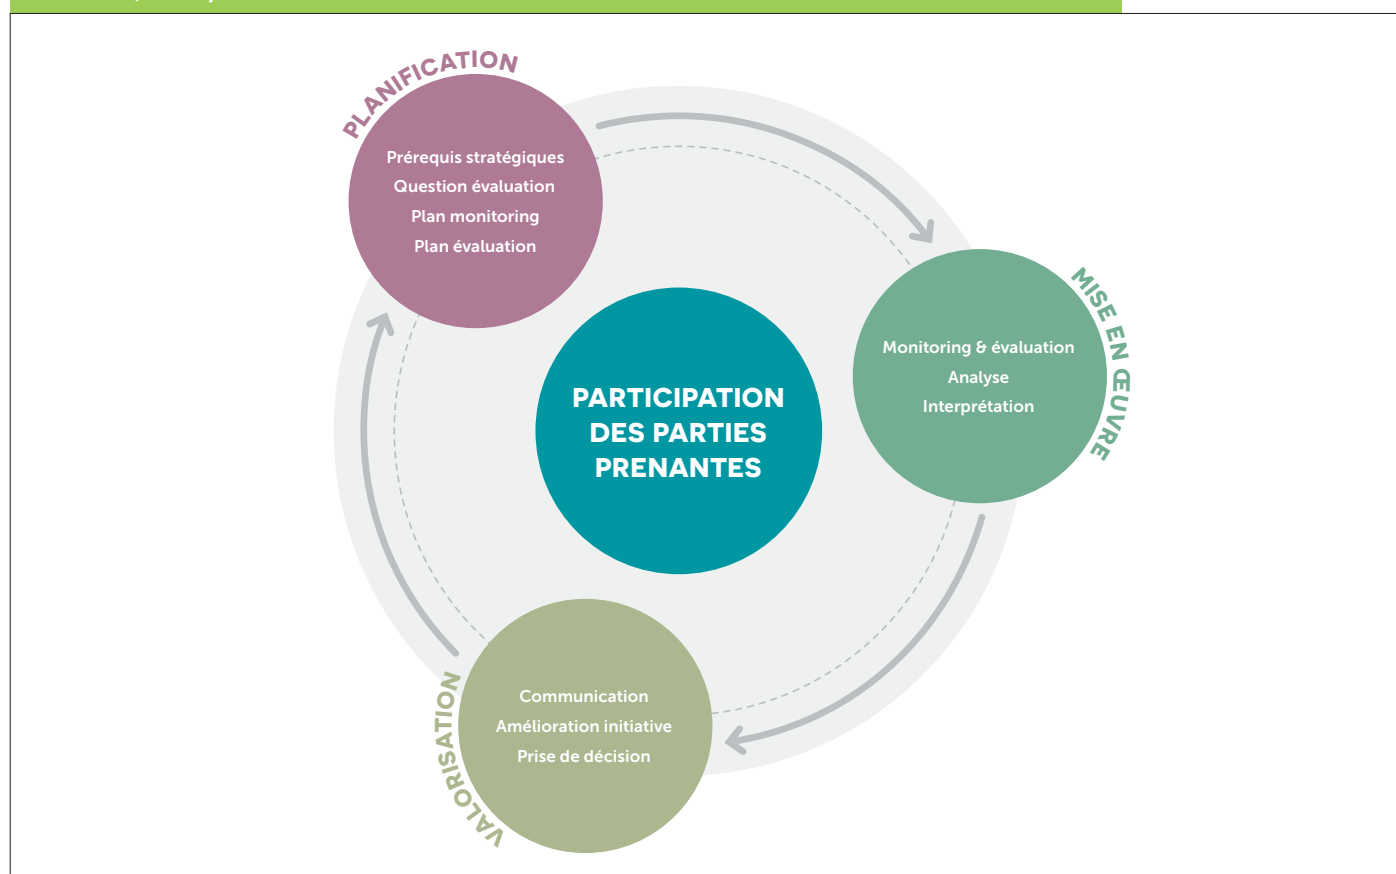 PLANIFICATION
Prérequis stratégiques
Question évaluation
Plan monitoring
Plan évaluation
MISE EN ŒUVRE
Monitoring & évaluation
Analyse
Interprétation
PARTICIPATION
DES PARTIES
PRENANTES
VALORISATION
Communication
Amélioration initiative
Prise de décision